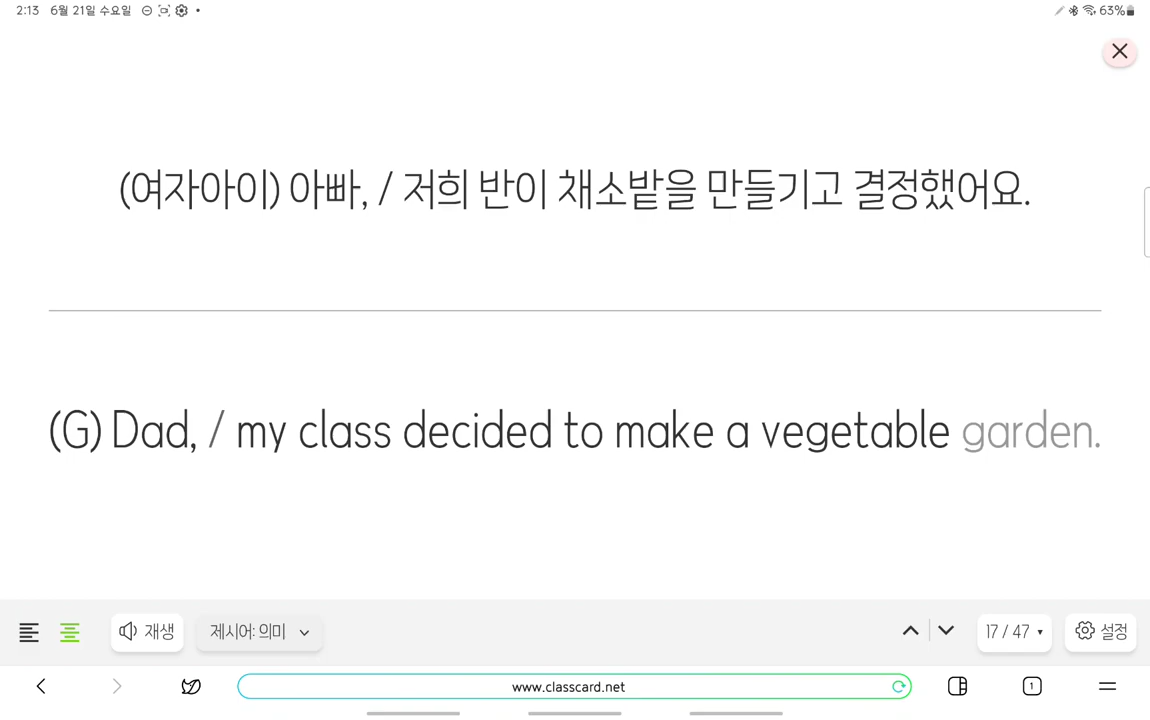 2:13 6월 21일 수요일
63%
(여자아이) 아빠, / 저희 반이 채소밭을 만들기고 결정했어요.
(G) Dad, / my class decided to make a vegetable garden.
재생 제시어: 의미 17 / 47 설정
www.classcard.net 1